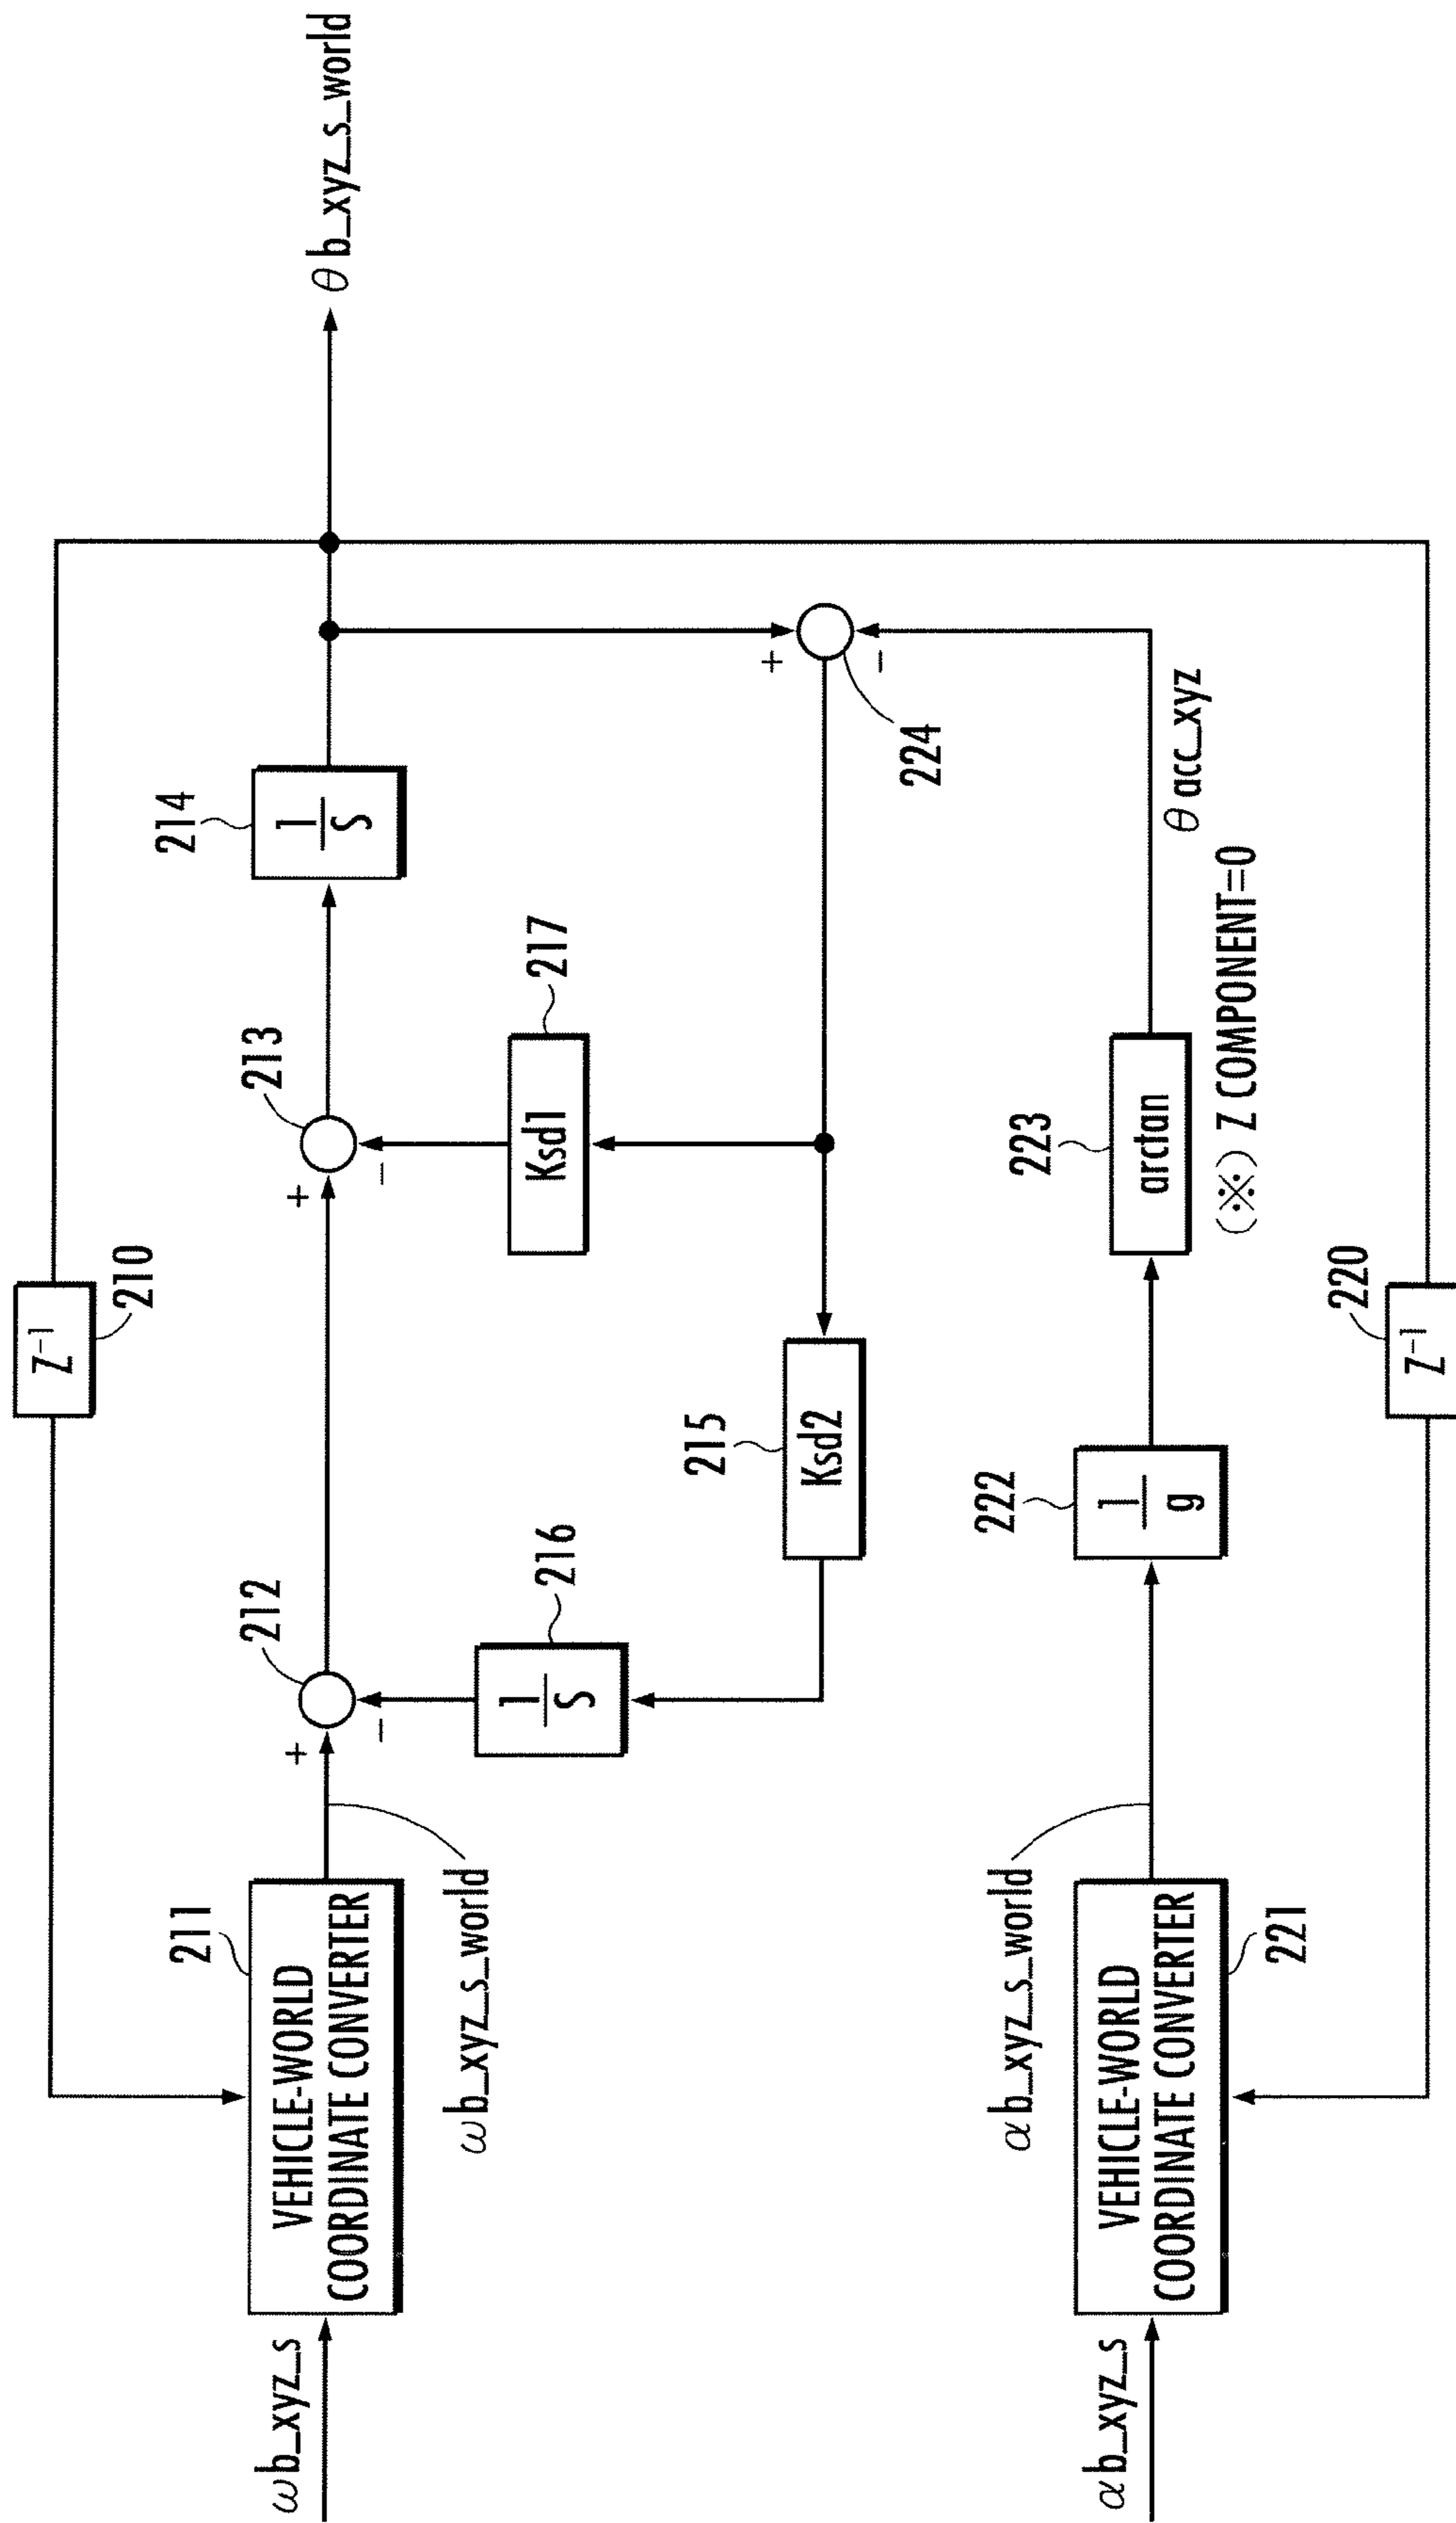 Z⁻¹
210
ωb_xyz_s
VEHICLE-WORLD
COORDINATE CONVERTER
211
ωb_xyz_s_world
+
−
212
+
−
213
1
S
214
θb_xyz_s_world
1
S
216
Ksd1
217
Ksd2
215
+
−
224
αb_xyz_s
VEHICLE-WORLD
COORDINATE CONVERTER
221
αb_xyz_s_world
1
g
222
arctan
223
(※) Z COMPONENT=0
θacc_xyz
Z⁻¹
220